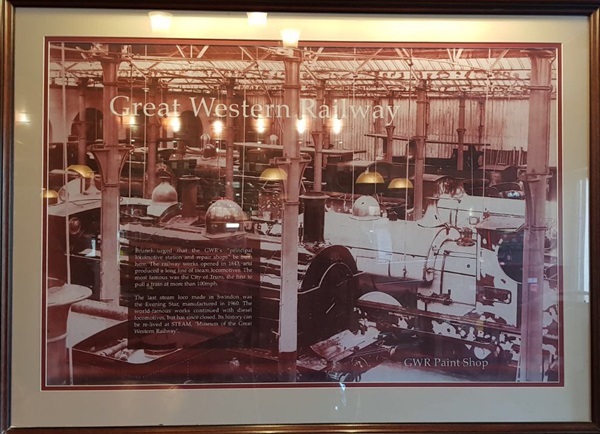 Great Western Railway
Brunel urged that the GWR's "principal
locomotive station and repair shops" be built
here. The railway works opened in 1843, and
produced a long line of steam locomotives. The
most famous was the City of Truro, the first to
pull a train at more than 100mph.
The last steam loco made in Swindon was
the Evening Star, manufactured in 1960. The
world-famous works continued with diesel
locomotives, but has since closed. Its history can
be re-lived at STEAM, 'Museum of the Great
Western Railway'.
GWR Paint Shop